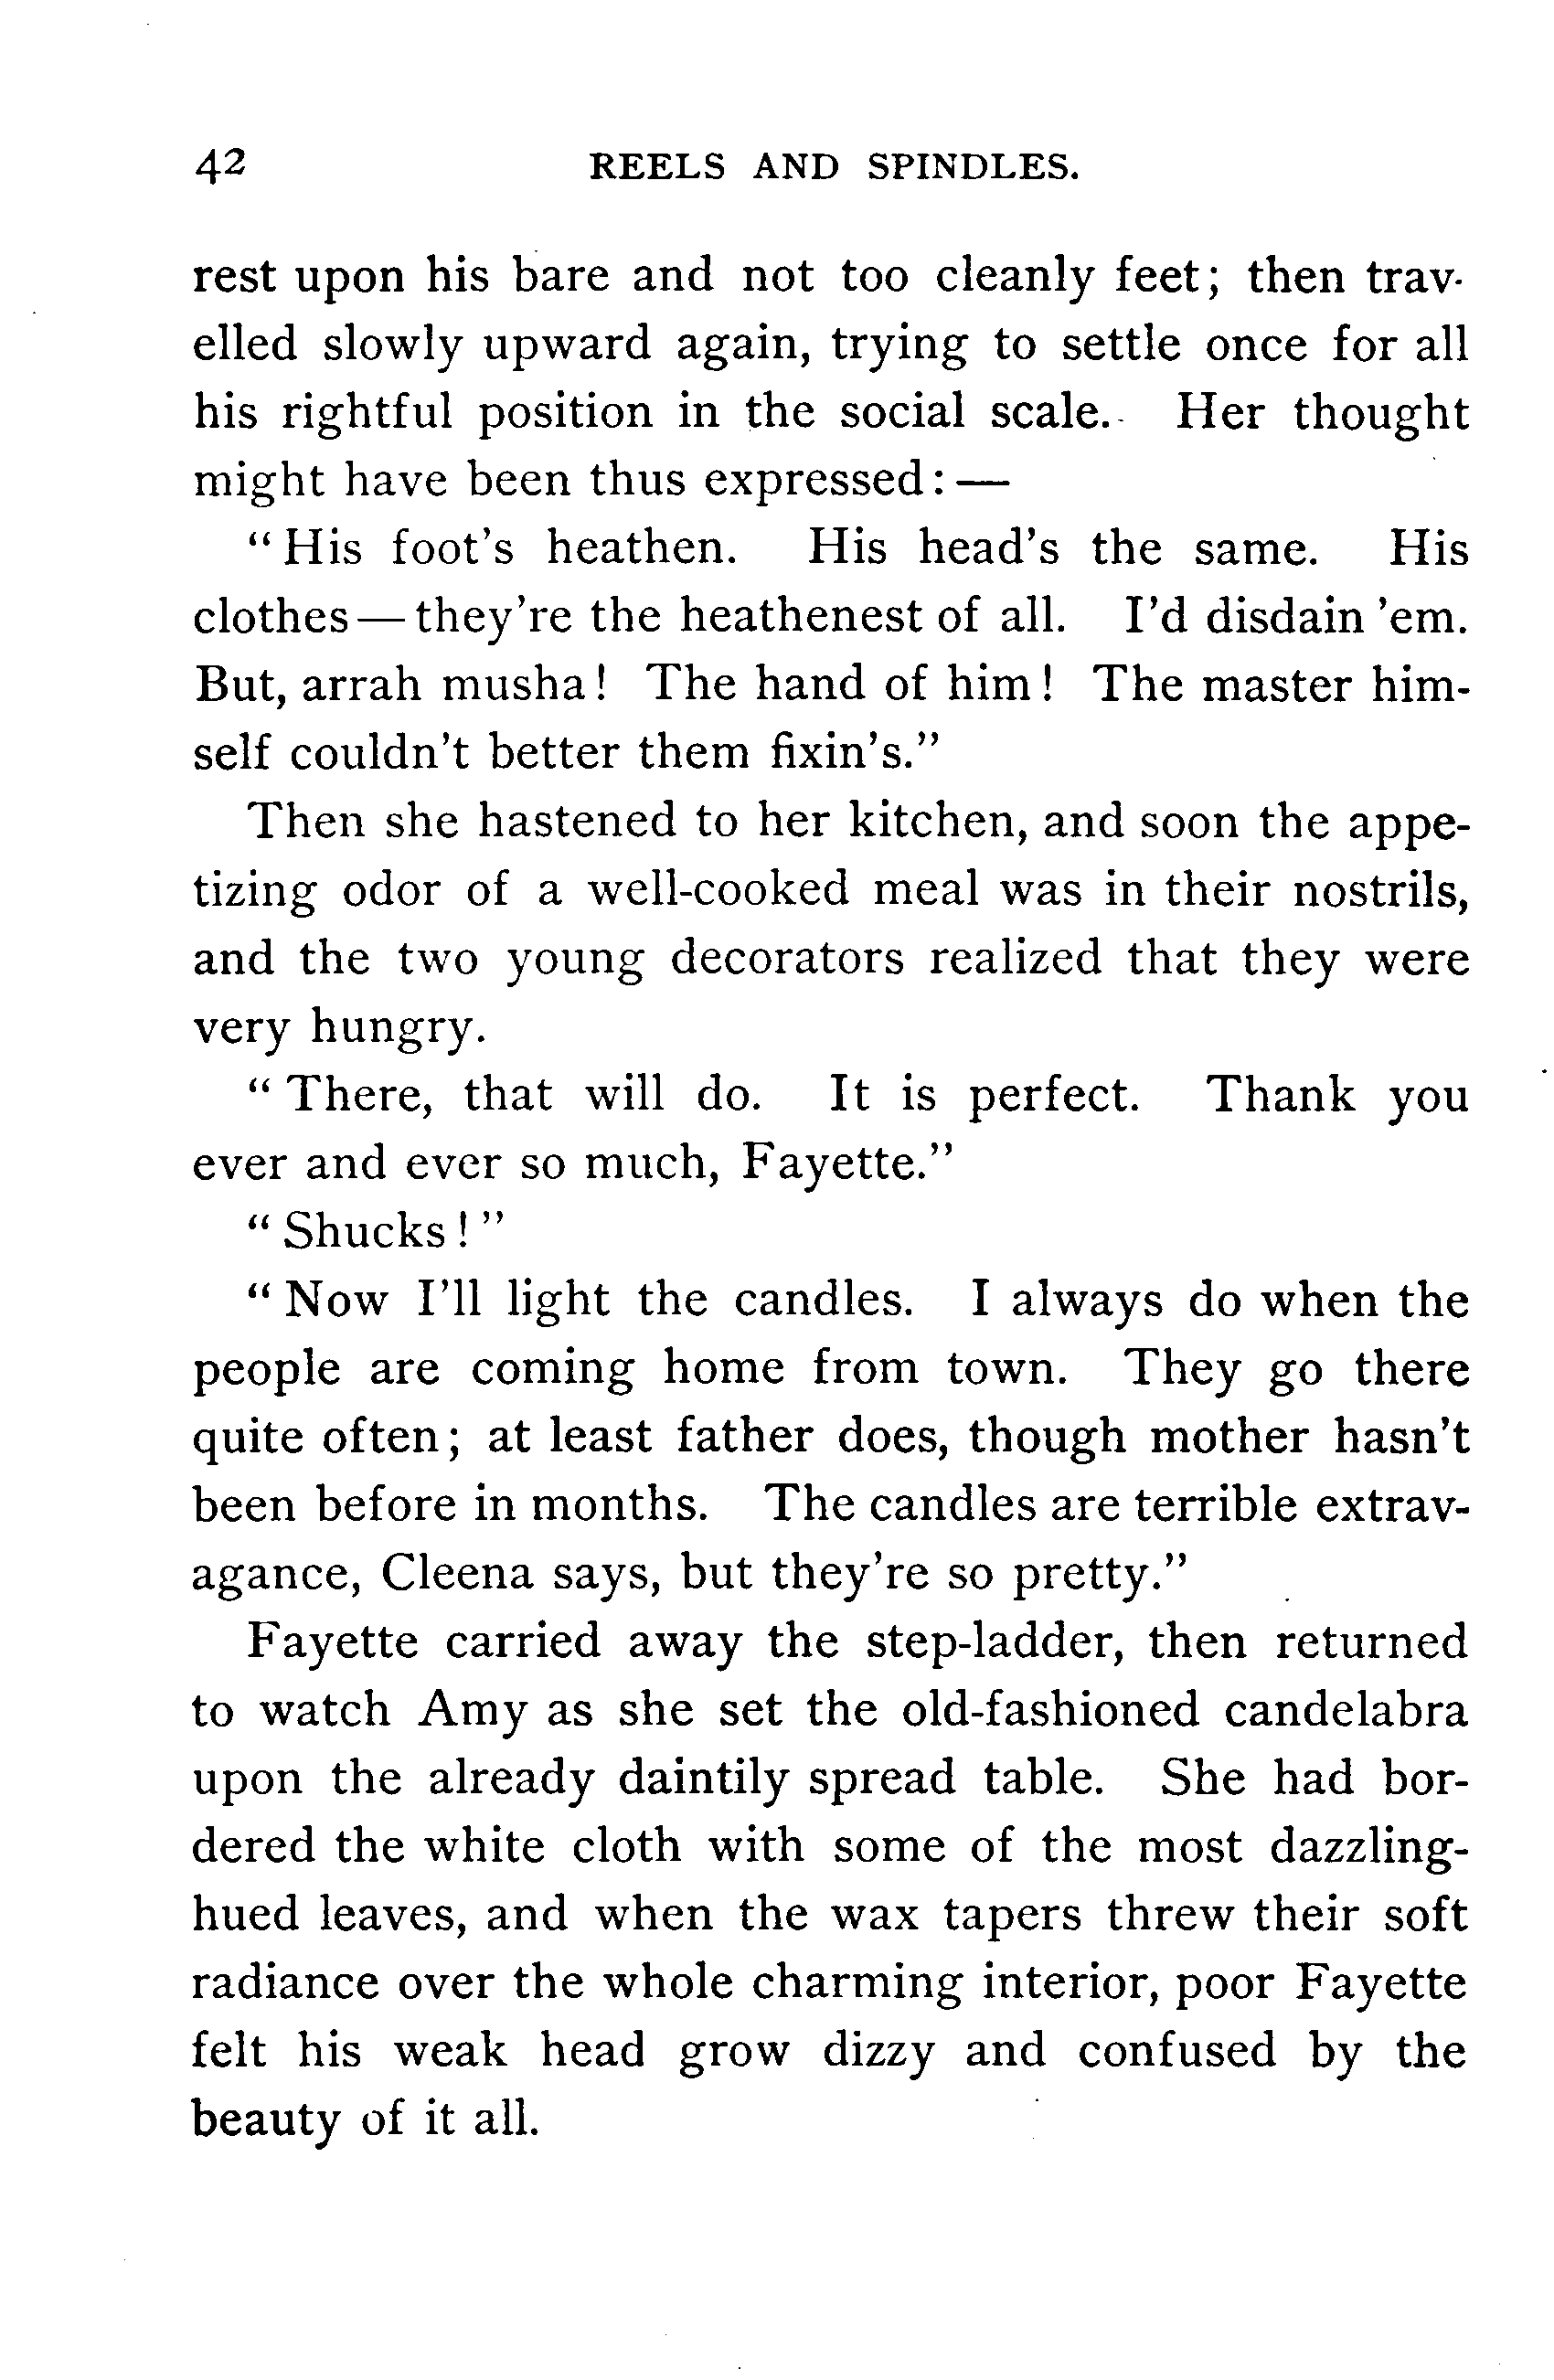 42 REELS AND SPINDLES.
rest upon his bare and not too cleanly feet; then trav-
elled slowly upward again, trying to settle once for all
his rightful position in the social scale. Her thought
might have been thus expressed: —
“His foot’s heathen. His head’s the same. His
clothes — they’re the heathenest of all. I’d disdain ’em.
But, arrah musha! The hand of him! The master him-
self couldn’t better them fixin’s.”
Then she hastened to her kitchen, and soon the appe-
tizing odor of a well-cooked meal was in their nostrils,
and the two young decorators realized that they were
very hungry.
“There, that will do. It is perfect. Thank you
ever and ever so much, Fayette.”
“Shucks!”
“Now I’ll light the candles. I always do when the
people are coming home from town. They go there
quite often; at least father does, though mother hasn’t
been before in months. The candles are terrible extrav-
agance, Cleena says, but they’re so pretty.”
Fayette carried away the step-ladder, then returned
to watch Amy as she set the old-fashioned candelabra
upon the already daintily spread table. She had bor-
dered the white cloth with some of the most dazzling-
hued leaves, and when the wax tapers threw their soft
radiance over the whole charming interior, poor Fayette
felt his weak head grow dizzy and confused by the
beauty of it all.